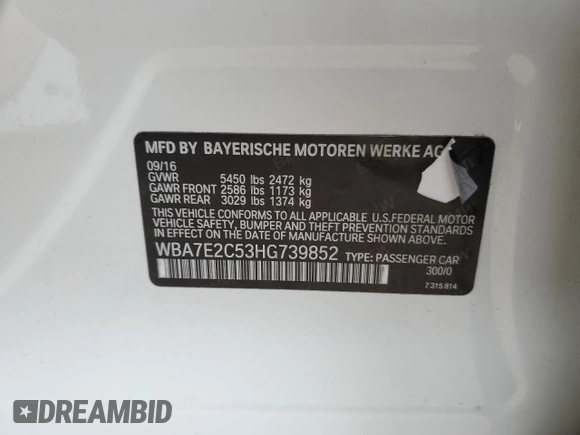 MFD BY BAYERISCHE MOTOREN WERKE AG
09/16
GVWR 5450 lbs 2472 kg
GAWR FRONT 2586 lbs 1173 kg
GAWR REAR 3029 lbs 1374 kg
THIS VEHICLE CONFORMS TO ALL APPLICABLE U.S.FEDERAL MOTOR
VEHICLE SAFETY, BUMPER AND THEFT PREVENTION STANDARDS
IN EFFECT ON THE DATE OF MANUFACTURE SHOWN ABOVE.
WBA7E2C53HG739852 TYPE: PASSENGER CAR
300/0
7 315 814
DREAMBID